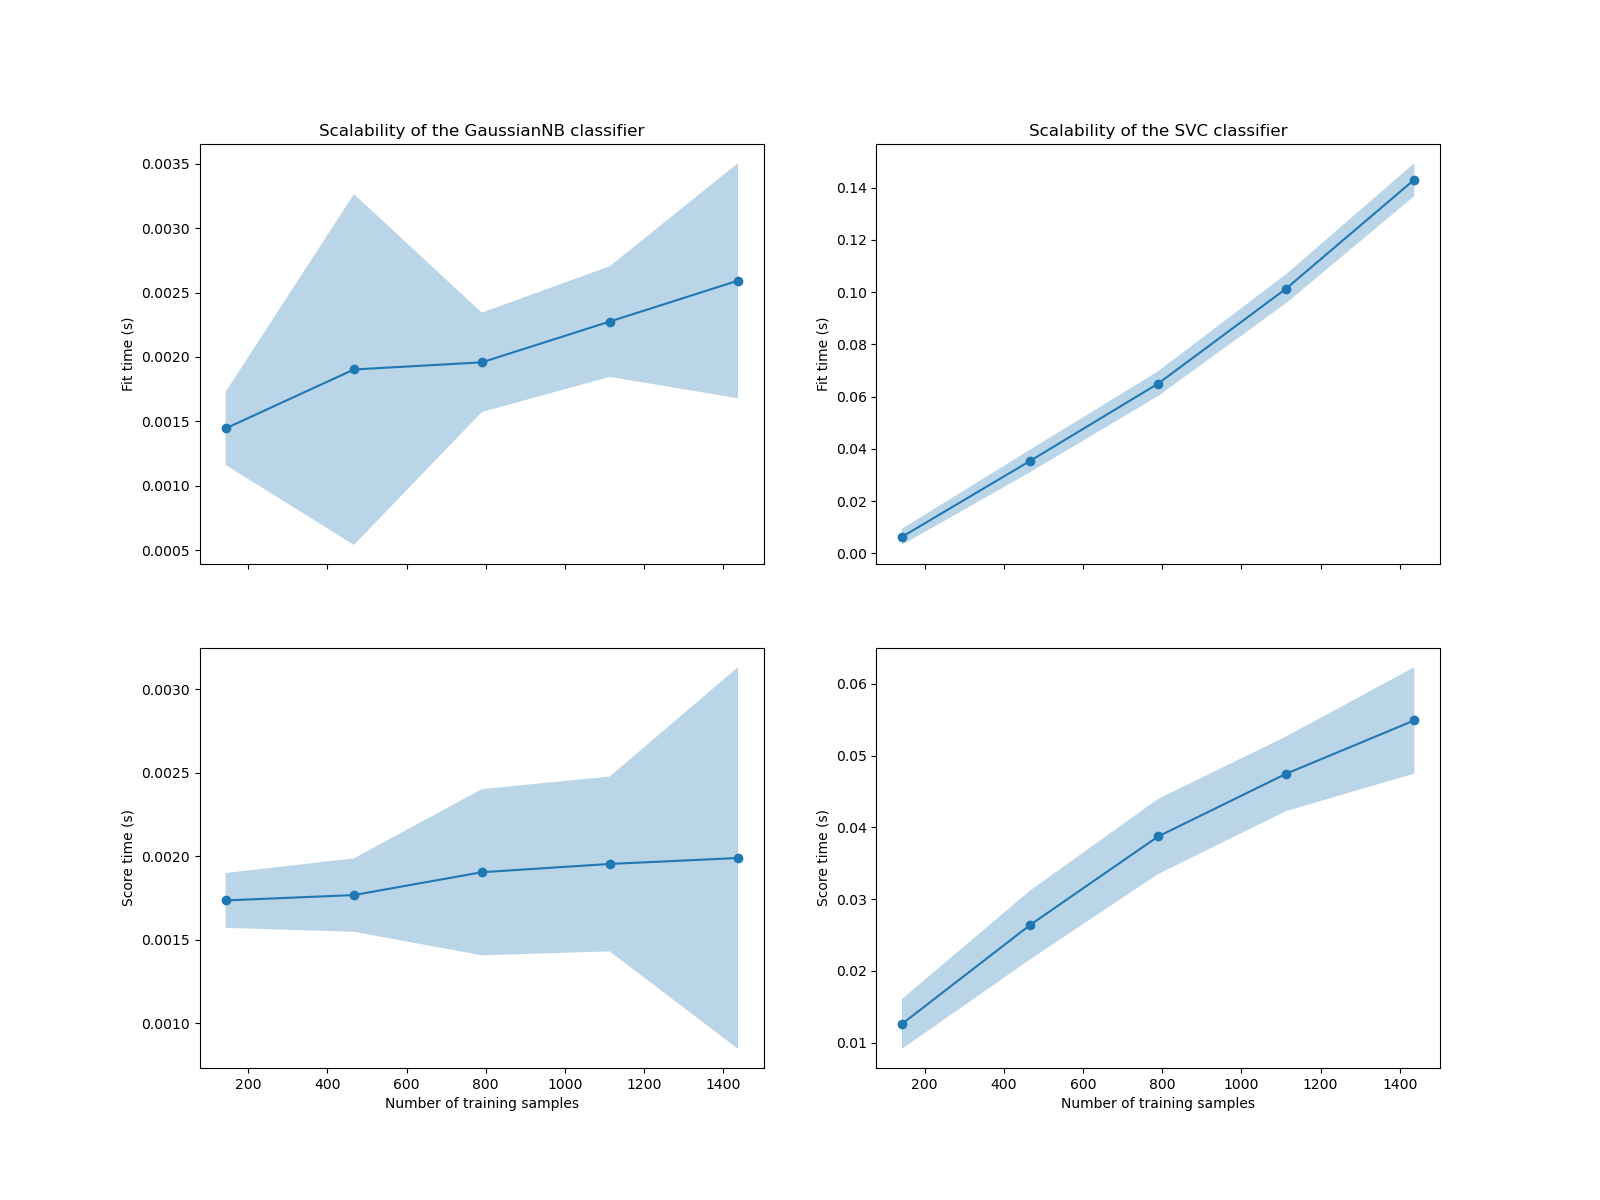 Scalability of the GaussianNB classifier
0.0035
0.0030
0.0025
0.0020
0.0015
0.0010
0.0005
Fit time (s)
Scalability of the SVC classifier
0.14
0.12
0.10
0.08
0.06
0.04
0.02
0.00
Fit time (s)
0.0030
0.0025
0.0020
0.0015
0.0010
Score time (s)
200 400 600 800 1000 1200 1400
Number of training samples
0.06
0.05
0.04
0.03
0.02
0.01
Score time (s)
200 400 600 800 1000 1200 1400
Number of training samples